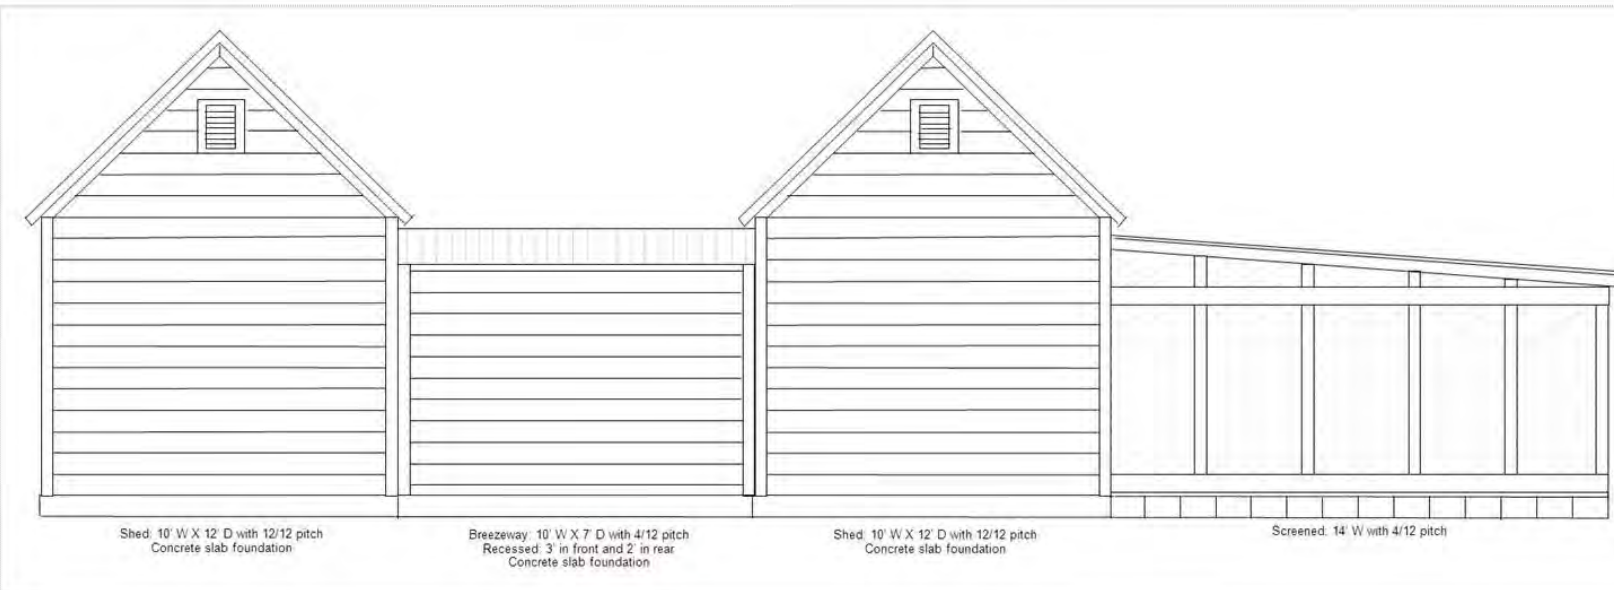 Shed: 10' W X 12' D with 12/12 pitch
Concrete slab foundation
Breezeway: 10' W X 7' D with 4/12 pitch
Recessed: 3' in front and 2' in rear
Concrete slab foundation
Shed: 10' W X 12' D with 12/12 pitch
Concrete slab foundation
Screened: 14' W with 4/12 pitch